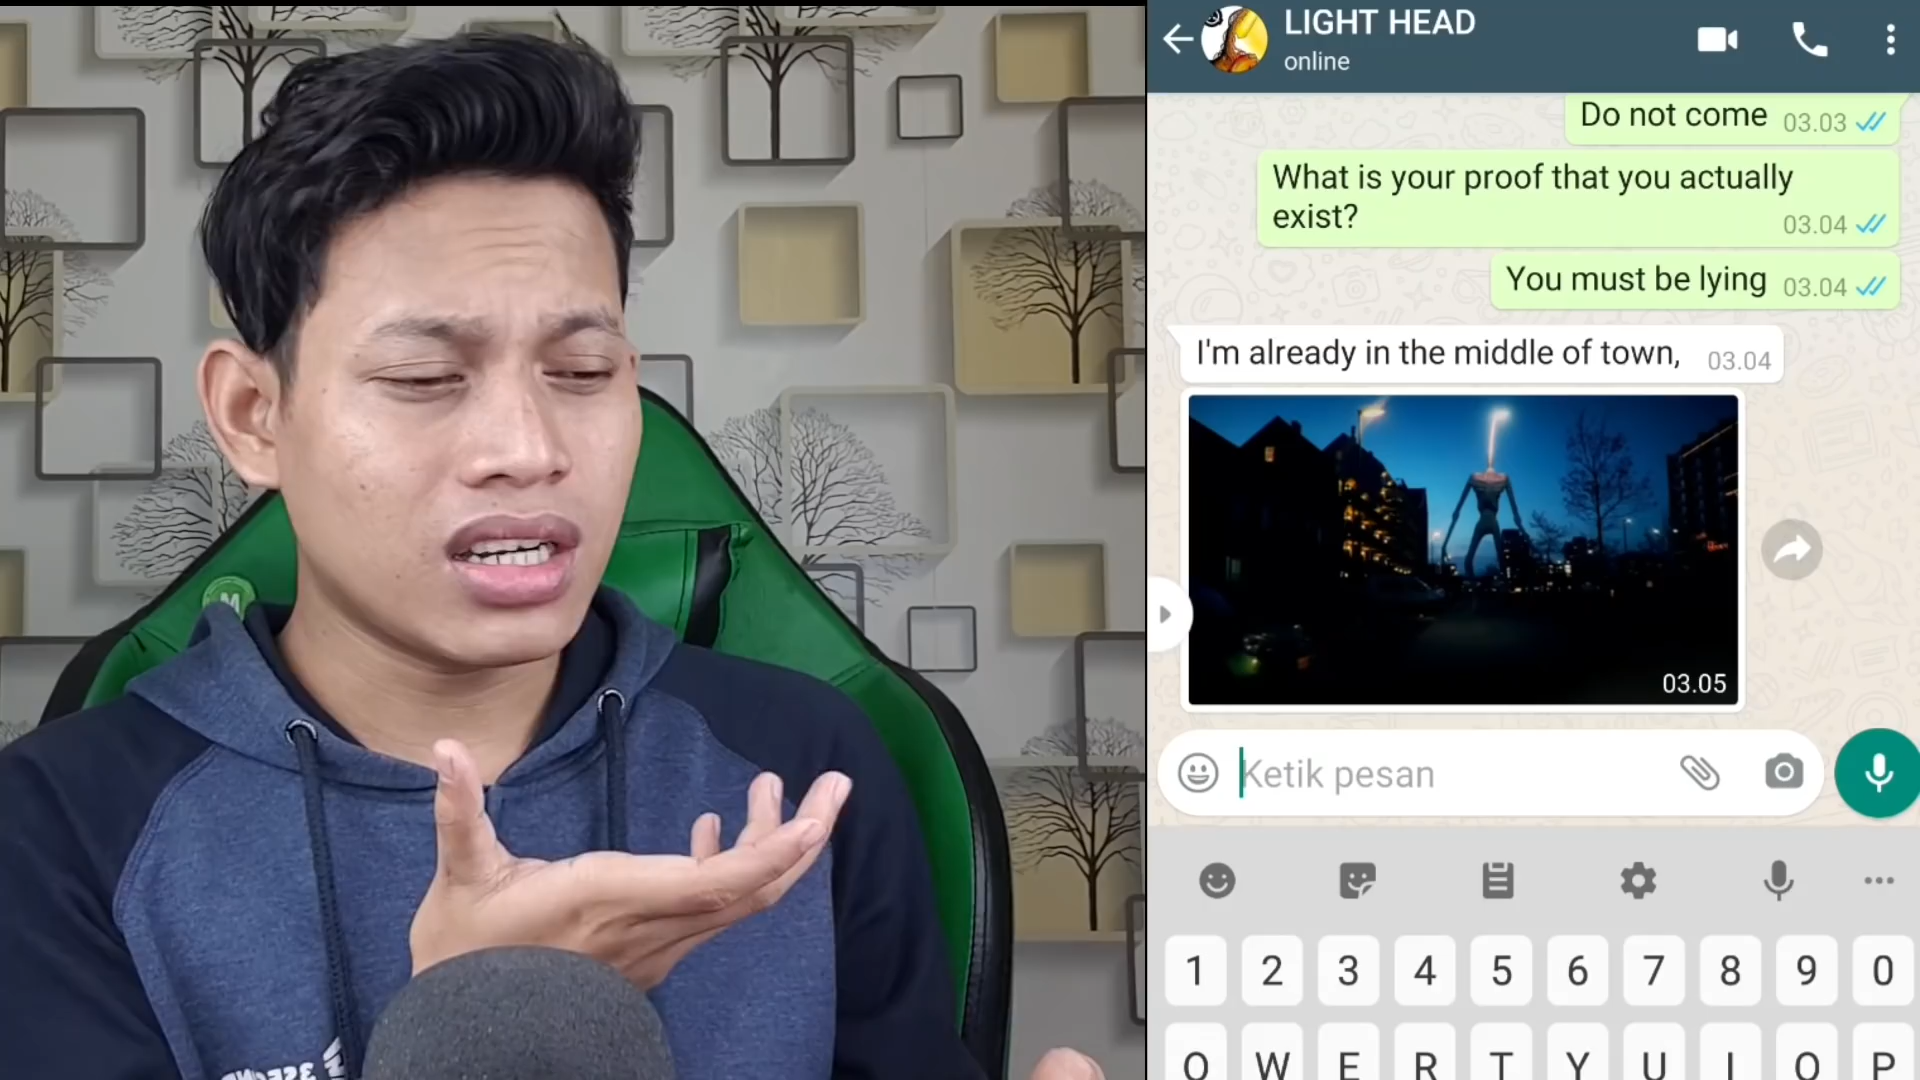 LIGHT HEAD
online
Do not come 03.03
What is your proof that you actually
exist? 03.04
You must be lying 03.04
I'm already in the middle of town, 03.04
03.05
Ketik pesan
1 2 3 4 5 6 7 8 9 0
Q W E R T Y U I O P
M
3SECOND